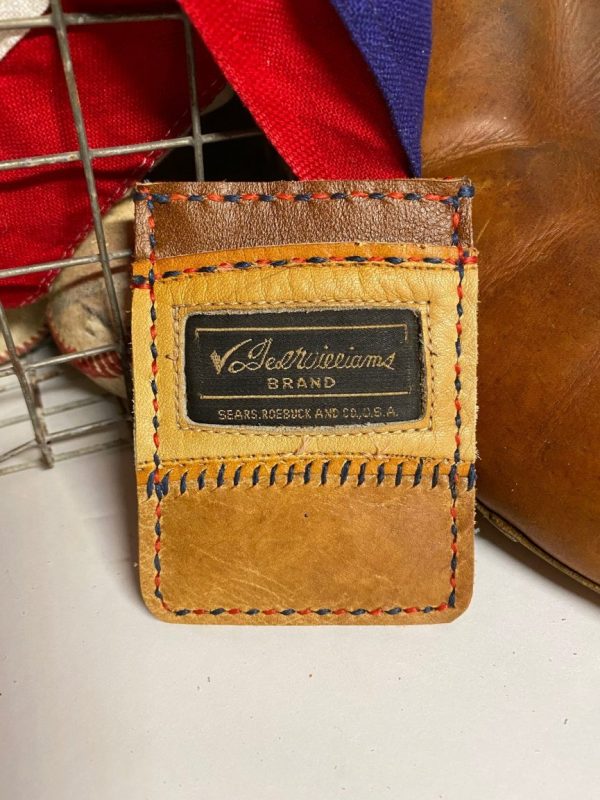 Ted Williams
BRAND
SEARS, ROEBUCK AND CO., U.S.A.